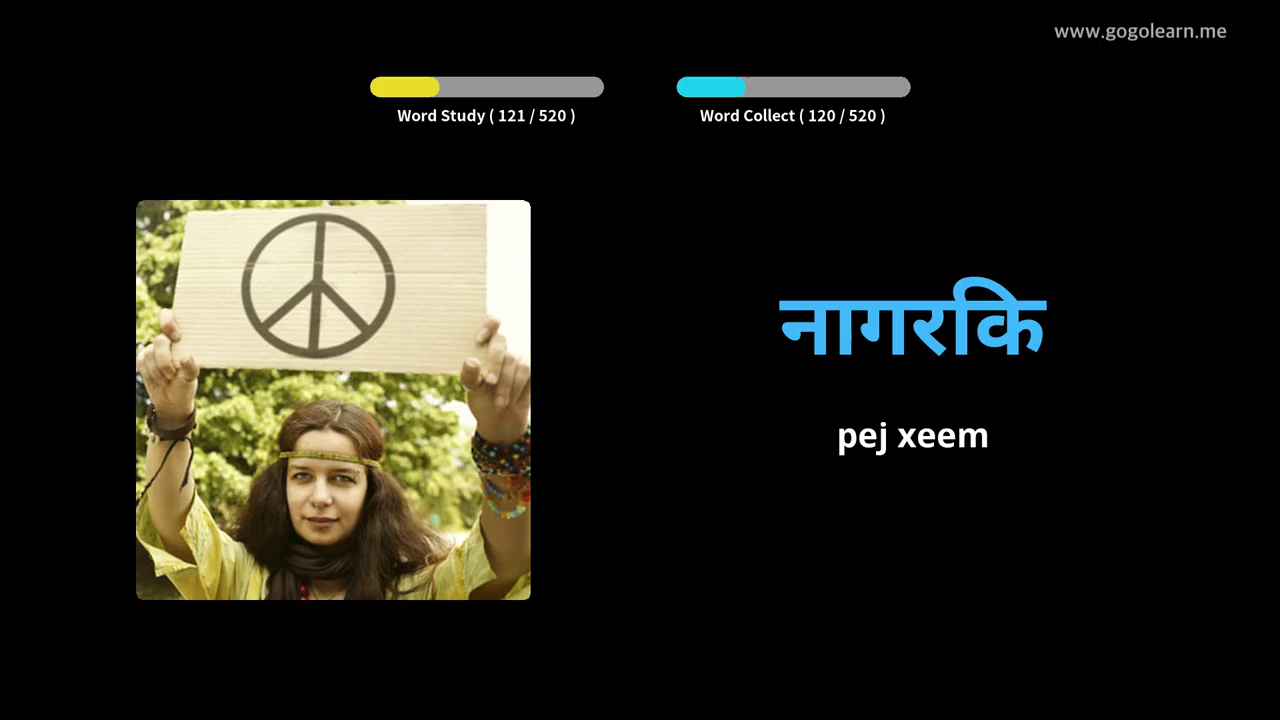 www.gogolearn.me
Word Study ( 121 / 520 )
Word Collect ( 120 / 520 )
नागरकि
pej xeem